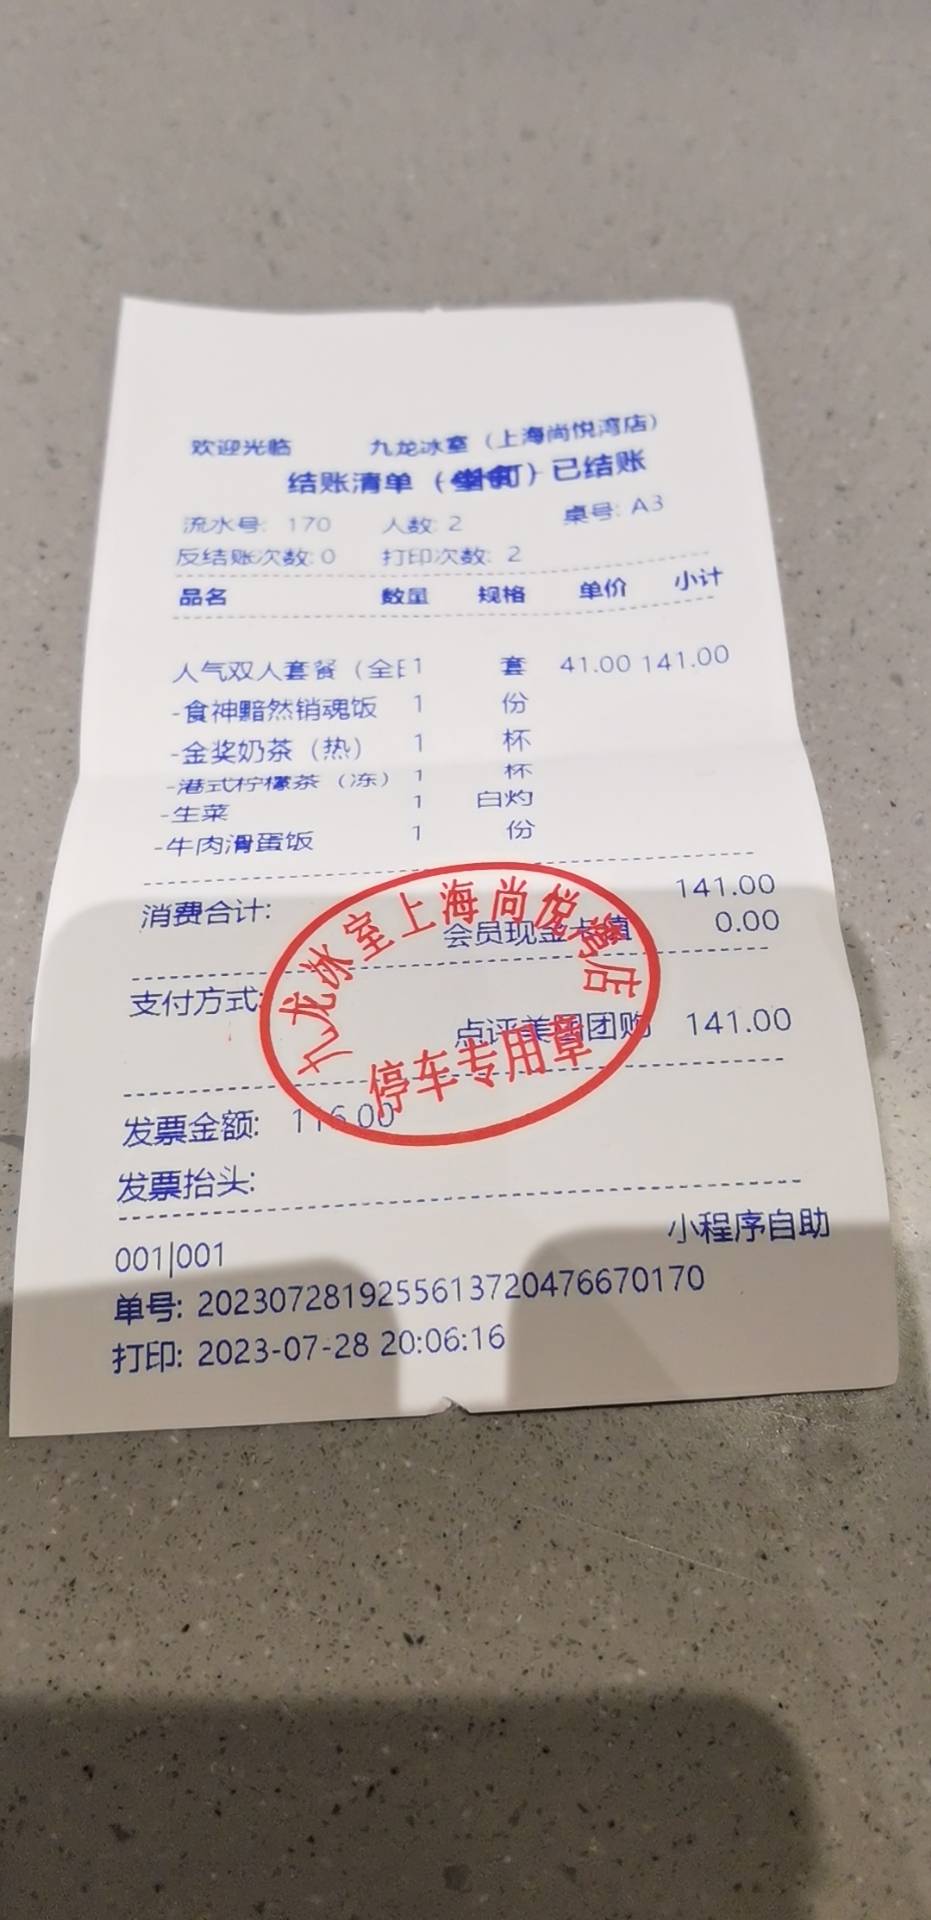 欢迎光临 九龙冰室（上海尚悦湾店）
结账清单（ ）已结账
流水号: 170 人数: 2 桌号: A3
反结账次数: 0 打印次数: 2
品名 数量 规格 单价 小计
人气双人套餐（全 1 套 41.00 141.00
-食神黯然销魂饭 1 份
-金奖奶茶（热） 1 杯
-港式柠檬茶（冻） 1 杯
-生菜 1 白灼
-牛肉滑蛋饭 1 份
消费合计: 141.00
会员现金卡值 0.00
支付方式:
点评美团团购 141.00
九龙冰室上海尚悦湾店
停车专用章
发票金额: 116.00
发票抬头:
001|001 小程序自助
单号: 20230728192556137204766​70170
打印: 2023-07-28 20:06:16